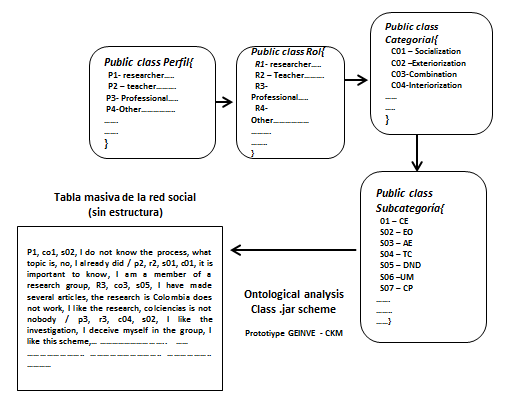 Public class Perfil{
P1- researcher.....
P2 – teacher............
P3- Professional.....
P4-Other....................
........
........
}
Public class Rol{
R1- researcher.....
R2 – Teacher............
R3-
Professional......
R4-
Other.....................
............
.........
}
Public class
Categorial{
C01 – Socialization
C02 –Exteriorization
C03-Combination
C04-Interiorization
......
.....
}
Public class
Subcategoría{
01 – CE
S02 – EO
S03 – AE
S04 – TC
S05 – DND
S06 –UM
S07 – CP
.......
........
......}
Tabla masiva de la red social
(sin estructura)
P1, co1, s02, I do not know the process, what
topic is, no, I already did / p2, r2, s01, c01, it is
important to know, I am a member of a
research group, R3, co3, s05, I have made
several articles, the research is Colombia does
not work, I like the research, colciencias is not
nobody / p3, r3, c04, s02, I like the
investigation, I deceive myself in the group, I
like this scheme,... ............................ .....
Ontological analysis
Class .jar scheme
Prototype GEINVE - CKM